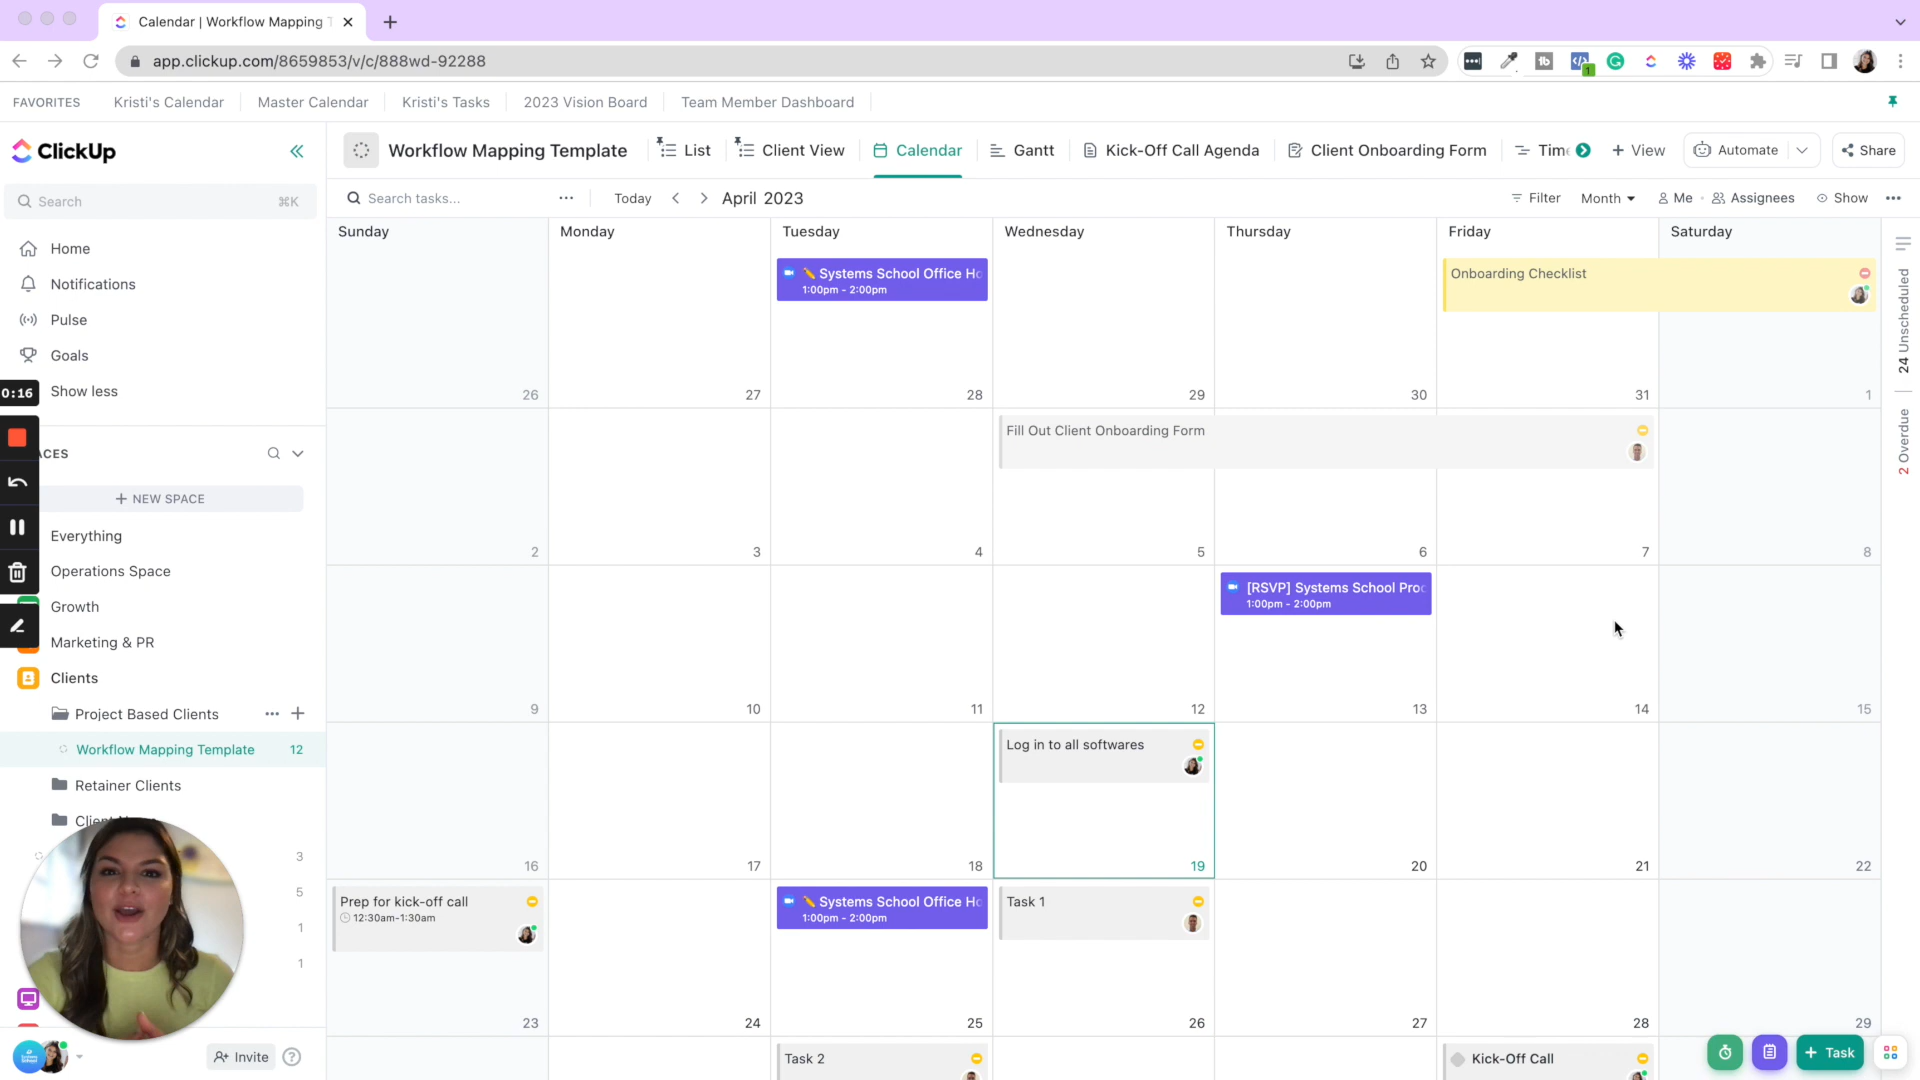 Calendar | Workflow Mapping
app.clickup.com/8659853/v/c/888wd-92288
1
FAVORITES
Kristi's Calendar
Master Calendar
Kristi's Tasks
2023 Vision Board
Team Member Dashboard
ClickUp
Workflow Mapping Template
List
Client View
Calendar
Gantt
Kick-Off Call Agenda
Client Onboarding Form
+ View
Automate
Share
Search
⌘K
Search tasks...
Today
April 2023
Filter
Month
Me
Assignees
Show
Sunday
Monday
Tuesday
Wednesday
Thursday
Friday
Saturday
Home
Notifications
Pulse
Goals
Show less
0:16
Systems School Office Ho
1:00pm - 2:00pm
Onboarding Checklist
26
27
28
29
30
31
1
24 Unscheduled
2 Overdue
ACES
+ NEW SPACE
Everything
Operations Space
Growth
Marketing & PR
Clients
Project Based Clients
Workflow Mapping Template 12
Retainer Clients
3
5
1
1
Fill Out Client Onboarding Form
2
3
4
5
6
7
8
[RSVP] Systems School Pro
1:00pm - 2:00pm
9
10
11
12
13
14
15
Log in to all softwares
16
17
18
19
20
21
22
Prep for kick-off call
12:30am-1:30am
Systems School Office Ho
1:00pm - 2:00pm
Task 1
23
24
25
26
27
28
29
Task 2
Kick-Off Call
Invite
?
+ Task